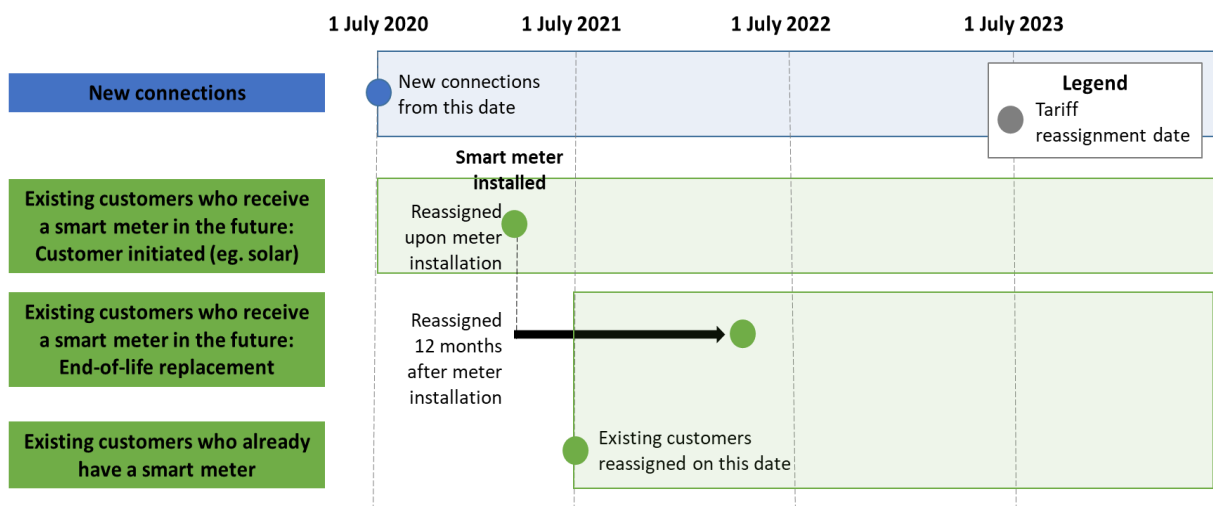 1 July 2020
1 July 2021
1 July 2022
1 July 2023
New connections
New connections
from this date
Legend
Tariff
reassignment date
Smart meter
installed
Existing customers who receive
a smart meter in the future:
Customer initiated (eg. solar)
Reassigned
upon meter
installation
Existing customers who receive
a smart meter in the future:
End-of-life replacement
Reassigned
12 months
after meter
installation
Existing customers who already
have a smart meter
Existing customers
reassigned on this date